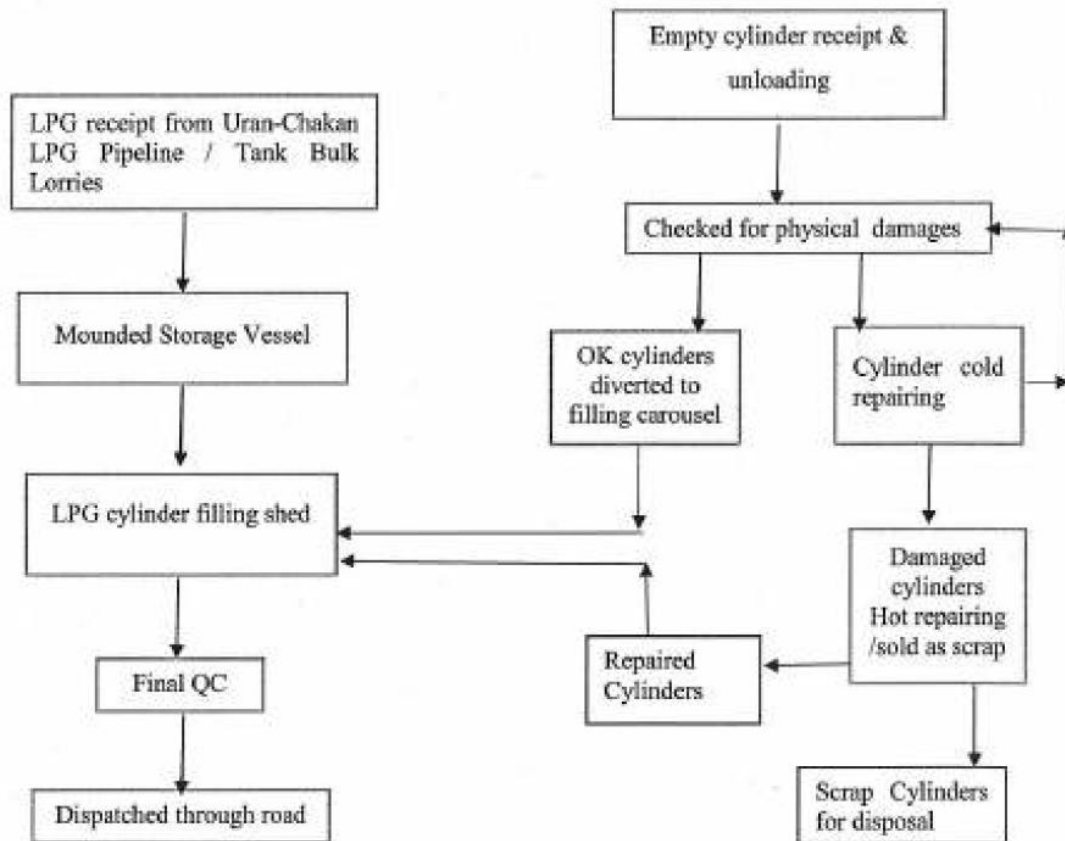 Empty cylinder receipt &
unloading
LPG receipt from Uran-Chakan
LPG Pipeline / Tank Bulk
Lorries
Checked for physical damages
Mounded Storage Vessel
OK cylinders
diverted to
filling carousel
Cylinder cold
repairing
LPG cylinder filling shed
Damaged
cylinders
Hot repairing
/sold as scrap
Repaired
Cylinders
Final QC
Scrap Cylinders
for disposal
Dispatched through road